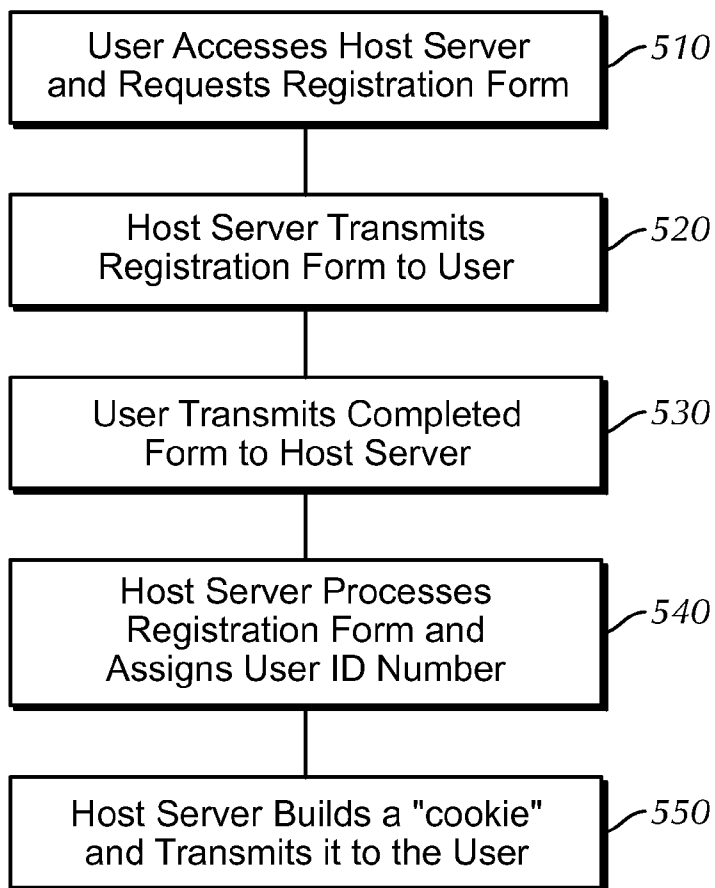 User Accesses Host Server
and Requests Registration Form
510
Host Server Transmits
Registration Form to User
520
User Transmits Completed
Form to Host Server
530
Host Server Processes
Registration Form and
Assigns User ID Number
540
Host Server Builds a "cookie"
and Transmits it to the User
550